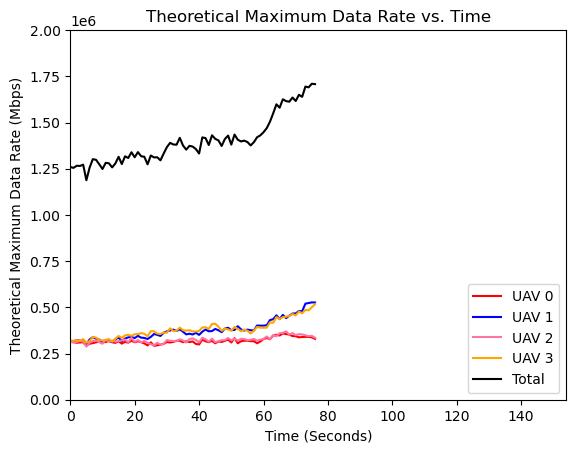 Theoretical Maximum Data Rate vs. Time
1e6
2.00
1.75
1.50
1.25
1.00
0.75
0.50
0.25
0.00
Theoretical Maximum Data Rate (Mbps)
UAV 0
UAV 1
UAV 2
UAV 3
Total
0 20 40 60 80 100 120 140
Time (Seconds)